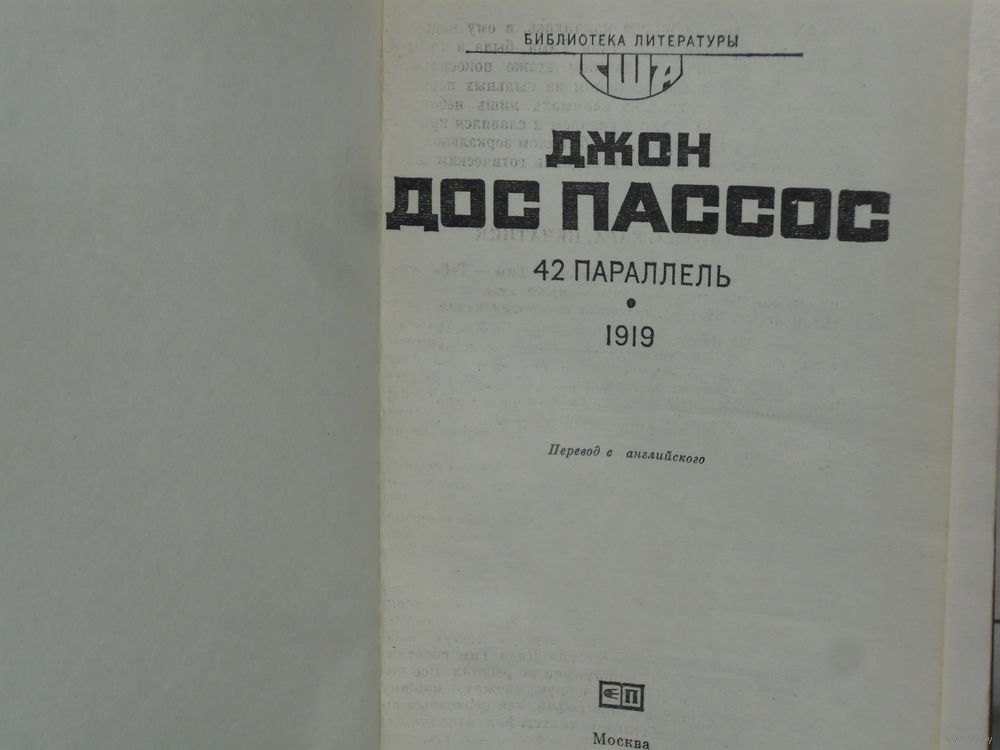 БИБЛИОТЕКА ЛИТЕРАТУРЫ
США
ДЖОН
ДОС ПАССОС
42 ПАРАЛЛЕЛЬ
•
1919
Перевод с английского
Москва